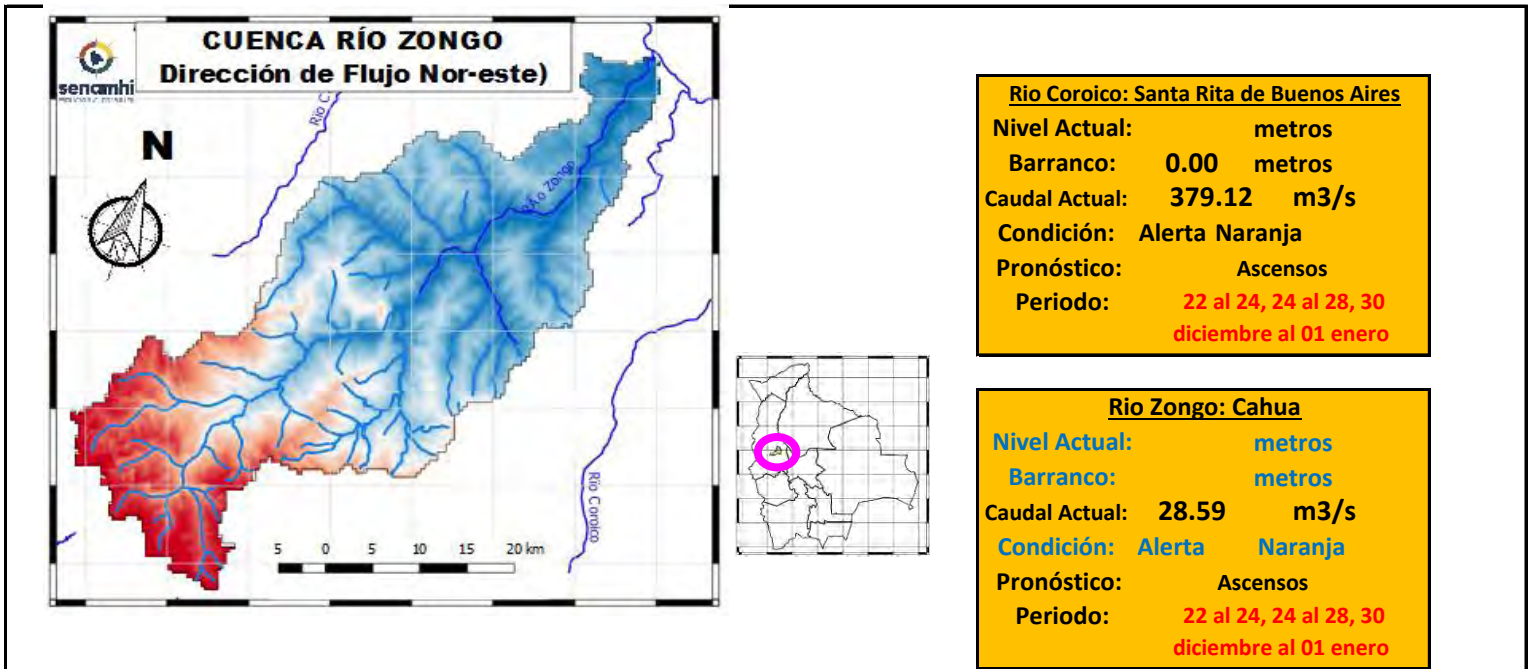 CUENCA RÍO ZONGO
Dirección de Flujo Nor-este)
sencmhi
N
Río C
RÃ­o Zongo
Río Coroico
5 0 5 10 15 20 km
Rio Coroico: Santa Rita de Buenos Aires
Nivel Actual: metros
Barranco: 0.00 metros
Caudal Actual: 379.12 m3/s
Condición: Alerta Naranja
Pronóstico: Ascensos
Periodo: 22 al 24, 24 al 28, 30
diciembre al 01 enero
Rio Zongo: Cahua
Nivel Actual: metros
Barranco: metros
Caudal Actual: 28.59 m3/s
Condición: Alerta Naranja
Pronóstico: Ascensos
Periodo: 22 al 24, 24 al 28, 30
diciembre al 01 enero